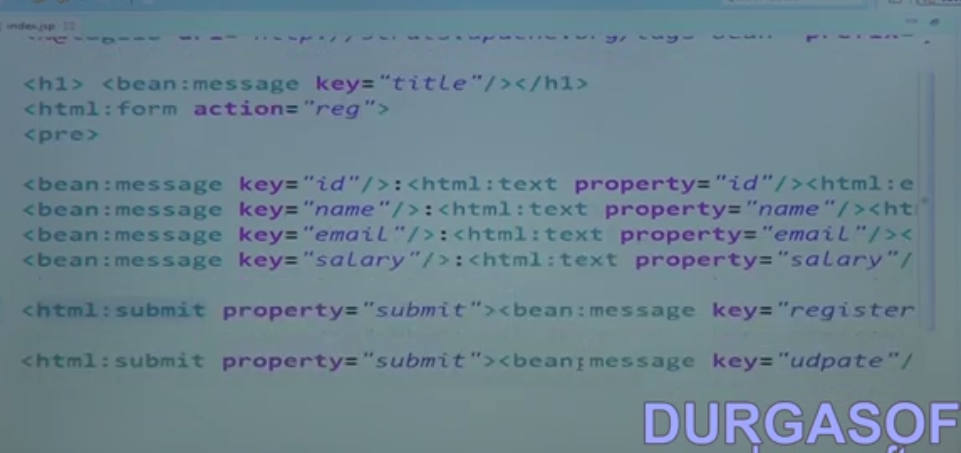 index.jsp
<h1> <bean:message key="title"/></h1>
<html:form action="reg">
<pre>
<bean:message key="id"/>:<html:text property="id"/><html:e
<bean:message key="name"/>:<html:text property="name"/><ht
<bean:message key="email"/>:<html:text property="email"/><
<bean:message key="salary"/>:<html:text property="salary"/
<html:submit property="submit"><bean:message key="register
<html:submit property="submit"><bean:message key="udpate"/
DURGASOF